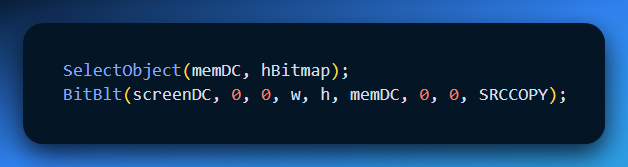 SelectObject(memDC, hBitmap);
BitBlt(screenDC, 0, 0, w, h, memDC, 0, 0, SRCCOPY);